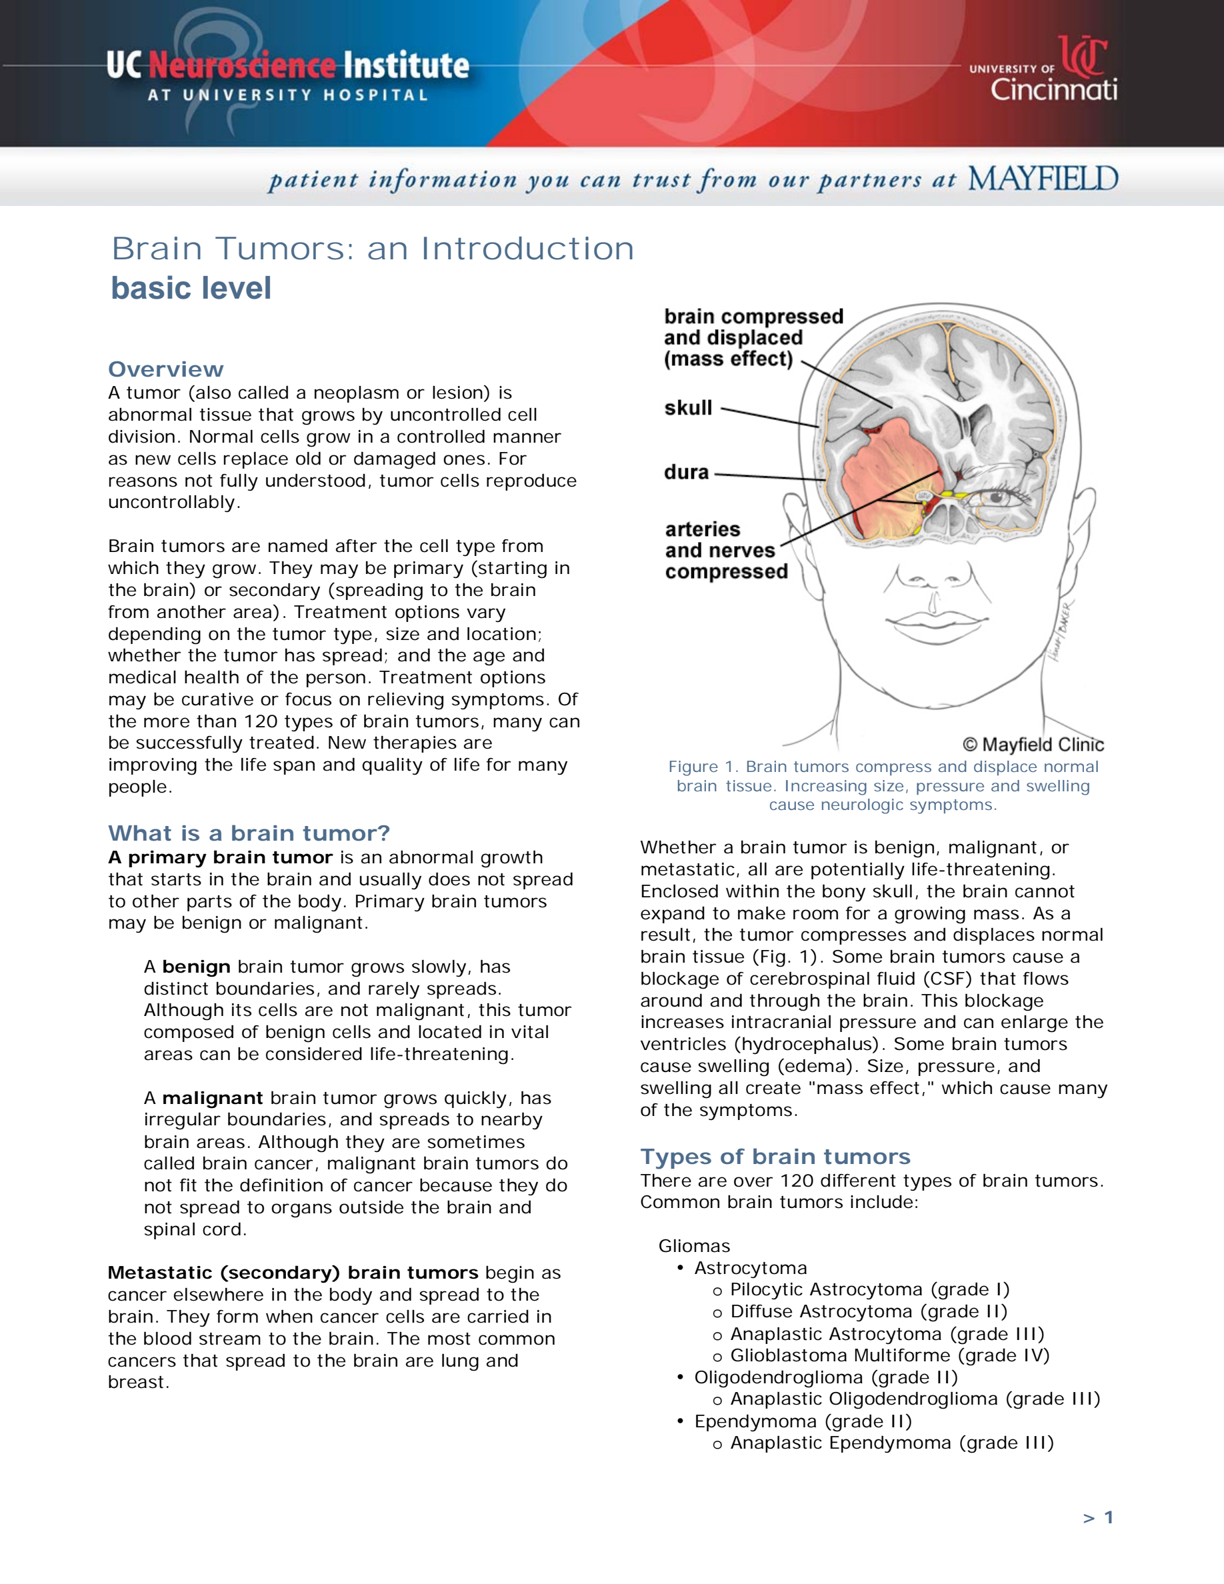 UC Neuroscience Institute
AT UNIVERSITY HOSPITAL
UC
UNIVERSITY OF
Cincinnati
patient information you can trust from our partners at MAYFIELD
Brain Tumors: an Introduction
basic level
Overview
A tumor (also called a neoplasm or lesion) is
abnormal tissue that grows by uncontrolled cell
division. Normal cells grow in a controlled manner
as new cells replace old or damaged ones. For
reasons not fully understood, tumor cells reproduce
uncontrollably.
Brain tumors are named after the cell type from
which they grow. They may be primary (starting in
the brain) or secondary (spreading to the brain
from another area). Treatment options vary
depending on the tumor type, size and location;
whether the tumor has spread; and the age and
medical health of the person. Treatment options
may be curative or focus on relieving symptoms. Of
the more than 120 types of brain tumors, many can
be successfully treated. New therapies are
improving the life span and quality of life for many
people.
What is a brain tumor?
A primary brain tumor is an abnormal growth
that starts in the brain and usually does not spread
to other parts of the body. Primary brain tumors
may be benign or malignant.
A benign brain tumor grows slowly, has
distinct boundaries, and rarely spreads.
Although its cells are not malignant, this tumor
composed of benign cells and located in vital
areas can be considered life-threatening.
A malignant brain tumor grows quickly, has
irregular boundaries, and spreads to nearby
brain areas. Although they are sometimes
called brain cancer, malignant brain tumors do
not fit the definition of cancer because they do
not spread to organs outside the brain and
spinal cord.
Metastatic (secondary) brain tumors begin as
cancer elsewhere in the body and spread to the
brain. They form when cancer cells are carried in
the blood stream to the brain. The most common
cancers that spread to the brain are lung and
breast.
brain compressed
and displaced
(mass effect)
skull
dura
arteries
and nerves
compressed
© Mayfield Clinic
Figure 1. Brain tumors compress and displace normal
brain tissue. Increasing size, pressure and swelling
cause neurologic symptoms.
Whether a brain tumor is benign, malignant, or
metastatic, all are potentially life-threatening.
Enclosed within the bony skull, the brain cannot
expand to make room for a growing mass. As a
result, the tumor compresses and displaces normal
brain tissue (Fig. 1). Some brain tumors cause a
blockage of cerebrospinal fluid (CSF) that flows
around and through the brain. This blockage
increases intracranial pressure and can enlarge the
ventricles (hydrocephalus). Some brain tumors
cause swelling (edema). Size, pressure, and
swelling all create "mass effect," which cause many
of the symptoms.
Types of brain tumors
There are over 120 different types of brain tumors.
Common brain tumors include:
Gliomas
• Astrocytoma
o Pilocytic Astrocytoma (grade I)
o Diffuse Astrocytoma (grade II)
o Anaplastic Astrocytoma (grade III)
o Glioblastoma Multiforme (grade IV)
• Oligodendroglioma (grade II)
o Anaplastic Oligodendroglioma (grade III)
• Ependymoma (grade II)
o Anaplastic Ependymoma (grade III)
> 1